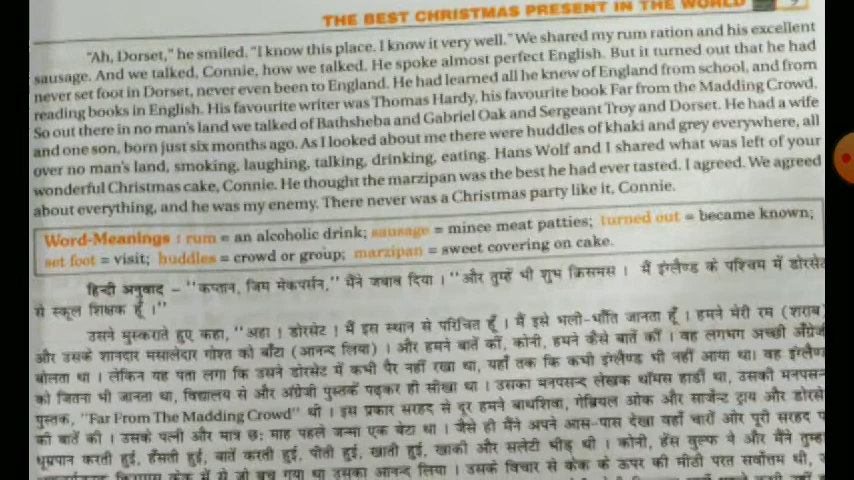 THE BEST CHRISTMAS PRESENT IN THE WORLD
"Ah, Dorset," he smiled. "I know this place. I know it very well." We shared my rum ration and his excellent
sausage. And we talked, Connie, how we talked. He spoke almost perfect English. But it turned out that he had
never set foot in Dorset, never even been to England. He had learned all he knew of England from school, and from
reading books in English. His favourite writer was Thomas Hardy, his favourite book Far from the Madding Crowd.
So out there in no man's land we talked of Bathsheba and Gabriel Oak and Sergeant Troy and Dorset. He had a wife
and one son, born just six months ago. As I looked about me there were huddles of khaki and grey everywhere, all
over no man's land, smoking, laughing, talking, drinking, eating. Hans Wolf and I shared what was left of your
wonderful Christmas cake, Connie. He thought the marzipan was the best he had ever tasted. I agreed. We agreed
about everything, and he was my enemy. There never was a Christmas party like it, Connie.
Word-Meanings : rum = an alcoholic drink; sausage = mince meat patties; turned out = became known;
set foot = visit; huddles = crowd or group; marzipan = sweet covering on cake.
हिन्दी अनुवाद – "कप्तान, जिम मेकपर्सन," मैंने जवाब दिया। "और तुम्हें भी शुभ क्रिसमस। मैं इंग्लैण्ड के पश्चिम में डोरसेट
से स्कूल शिक्षक हूँ।"
उसने मुस्कराते हुए कहा, "अहा! डोरसेट! मैं इस स्थान से परिचित हूँ। मैं इसे भली-भाँति जानता हूँ। हमने मेरी रम (शराब)
और उसके शानदार मसालेदार गोश्त को बाँटा (आनन्द लिया)। और हमने बातें कीं, कोनी, हमने कैसे बातें कीं। वह लगभग अच्छी अंग्रेजी
बोलता था। लेकिन यह पता लगा कि उसने डोरसेट में कभी पैर नहीं रखा था, यहाँ तक कि कभी इंग्लैण्ड भी नहीं आया था। वह इंग्लैण्ड
को जितना भी जानता था, विद्यालय से और अंग्रेजी पुस्तकें पढ़कर ही सीखा था। उसका मनपसन्द लेखक थॉमस हार्डी था, उसकी मनपसन्द
पुस्तक, "Far From The Madding Crowd" थी। इस प्रकार सरहद से दूर हमने बाथशिवा, गेब्रियल ओक और सार्जेन्ट ट्राय और डोरसेट
की बातें की। उसके पत्नी और मात्र छः माह पहले जन्मा एक बेटा था। जैसे ही मैंने अपने आस-पास देखा वहाँ चारों ओर पूरी सरहद प
धूम्रपान करती हुई, हँसती हुई, बातें करती हुई, पीती हुई, खाती हुई, खाकी और सलेटी भीड़ थी। कोनी, हेंस वुल्फ ने और मैंने तुम्हा
केक में से जो बच गया था उसका आनन्द लिया। उसके विचार से केक के ऊपर की मीठी परत सर्वोत्तम थी,